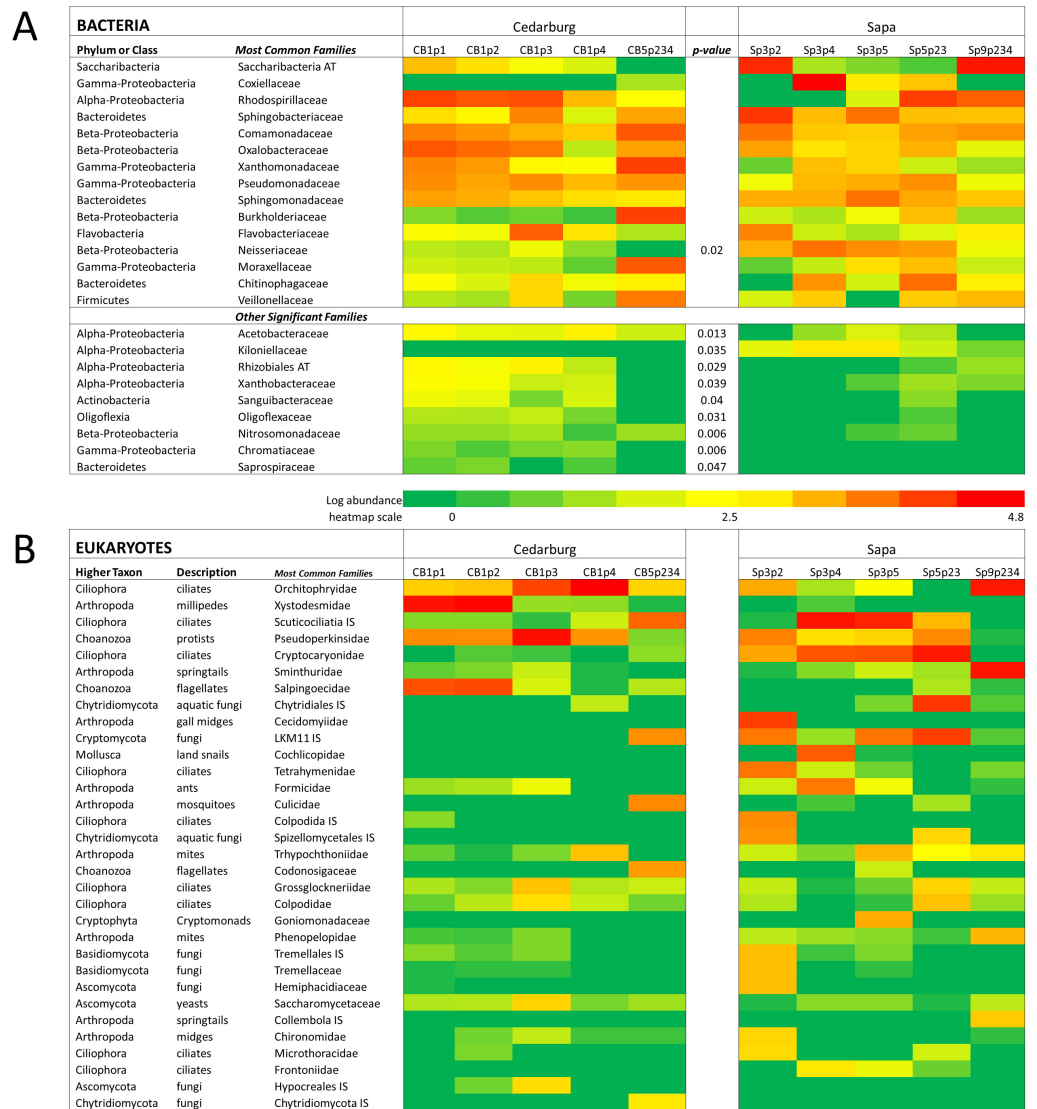 A
BACTERIA Cedarburg Sapa
Phylum or Class Most Common Families CB1p1 CB1p2 CB1p3 CB1p4 CB5p234 p-value Sp3p2 Sp3p4 Sp3p5 Sp5p23 Sp9p234
Saccharibacteria Saccharibacteria AT
Gamma-Proteobacteria Coxiellaceae
Alpha-Proteobacteria Rhodospirillaceae
Bacteroidetes Sphingobacteriaceae
Beta-Proteobacteria Comamonadaceae
Beta-Proteobacteria Oxalobacteraceae
Gamma-Proteobacteria Xanthomonadaceae
Gamma-Proteobacteria Pseudomonadaceae
Bacteroidetes Sphingomonadaceae
Beta-Proteobacteria Burkholderiaceae
Flavobacteria Flavobacteriaceae
Beta-Proteobacteria Neisseriaceae 0.02
Gamma-Proteobacteria Moraxellaceae
Bacteroidetes Chitinophagaceae
Firmicutes Veillonellaceae
Other Significant Families
Alpha-Proteobacteria Acetobacteraceae 0.013
Alpha-Proteobacteria Kiloniellaceae 0.035
Alpha-Proteobacteria Rhizobiales AT 0.029
Alpha-Proteobacteria Xanthobacteraceae 0.039
Actinobacteria Sanguibacteraceae 0.04
Oligoflexia Oligoflexaceae 0.031
Beta-Proteobacteria Nitrosomonadaceae 0.006
Gamma-Proteobacteria Chromatiaceae 0.006
Bacteroidetes Saprospiraceae 0.047
Log abundance
heatmap scale 0 2.5 4.8
B
EUKARYOTES Cedarburg Sapa
Higher Taxon Description Most Common Families CB1p1 CB1p2 CB1p3 CB1p4 CB5p234 Sp3p2 Sp3p4 Sp3p5 Sp5p23 Sp9p234
Ciliophora ciliates Orchitophryidae
Arthropoda millipedes Xystodesmidae
Ciliophora ciliates Scuticociliatia IS
Choanozoa protists Pseudoperkinsidae
Ciliophora ciliates Cryptocaryonidae
Arthropoda springtails Sminthuridae
Choanozoa flagellates Salpingoecidae
Chytridiomycota aquatic fungi Chytridiales IS
Arthropoda gall midges Cecidomyiidae
Cryptomycota fungi LKM11 IS
Mollusca land snails Cochlicopidae
Ciliophora ciliates Tetrahymenidae
Arthropoda ants Formicidae
Arthropoda mosquitoes Culicidae
Ciliophora ciliates Colpodida IS
Chytridiomycota aquatic fungi Spizellomycetales IS
Arthropoda mites Trhypochthoniidae
Choanozoa flagellates Codonosigaceae
Ciliophora ciliates Grossglockneriidae
Ciliophora ciliates Colpodidae
Cryptophyta Cryptomonads Goniomonadaceae
Arthropoda mites Phenopelopidae
Basidiomycota fungi Tremellales IS
Basidiomycota fungi Tremellaceae
Ascomycota fungi Hemiphacidiaceae
Ascomycota yeasts Saccharomycetaceae
Arthropoda springtails Collembola IS
Arthropoda midges Chironomidae
Ciliophora ciliates Microthoracidae
Ciliophora ciliates Frontoniidae
Ascomycota fungi Hypocreales IS
Chytridiomycota fungi Chytridiomycota IS